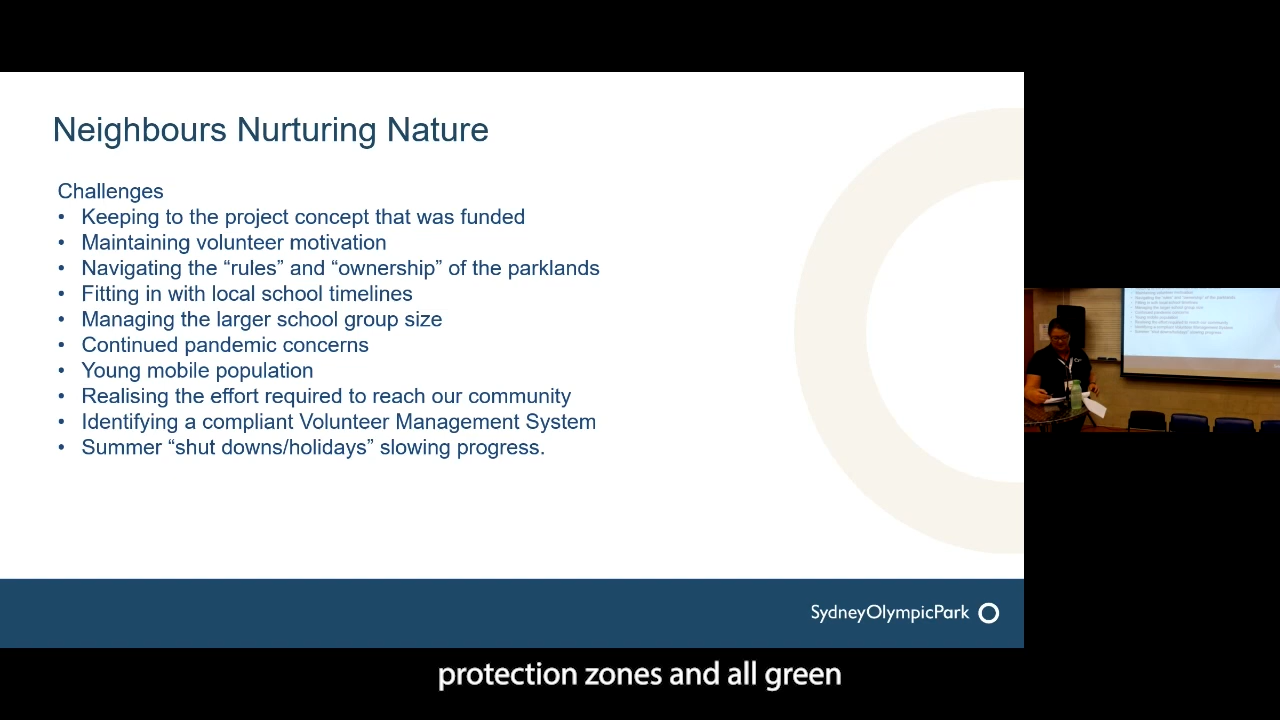 Neighbours Nurturing Nature
Challenges
• Keeping to the project concept that was funded
• Maintaining volunteer motivation
• Navigating the “rules” and “ownership” of the parklands
• Fitting in with local school timelines
• Managing the larger school group size
• Continued pandemic concerns
• Young mobile population
• Realising the effort required to reach our community
• Identifying a compliant Volunteer Management System
• Summer “shut downs/holidays” slowing progress.
SydneyOlympicPark
protection zones and all green